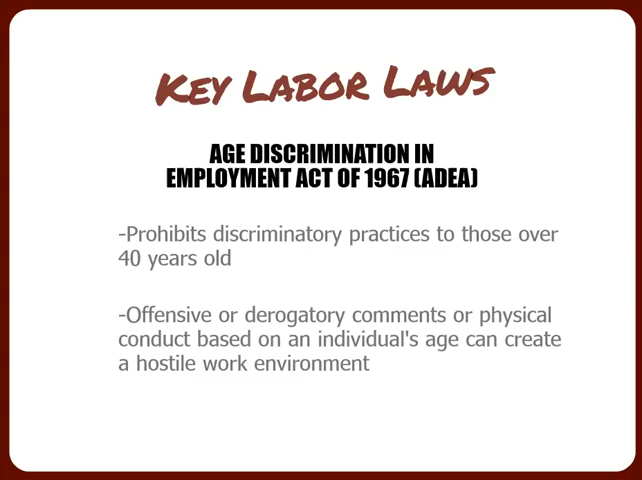 Key Labor Laws
AGE DISCRIMINATION IN
EMPLOYMENT ACT OF 1967 (ADEA)
-Prohibits discriminatory practices to those over
40 years old
-Offensive or derogatory comments or physical
conduct based on an individual's age can create
a hostile work environment